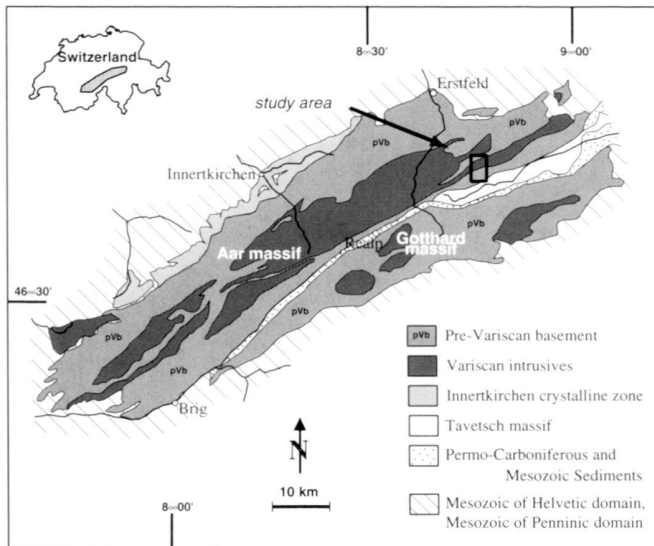 8∞30′
9∞00′
Switzerland
Erstfeld
study area
pVb
pVb
Innertkirchen
Realp
Gotthard
massif
pVb
Aar massif
46∞30′
pVb
pVb
pVb
pVb Pre-Variscan basement
Variscan intrusives
Innertkirchen crystalline zone
Tavetsch massif
Permo-Carboniferous and
Mesozoic Sediments
Mesozoic of Helvetic domain,
Mesozoic of Penninic domain
Brig
N
10 km
8∞00′